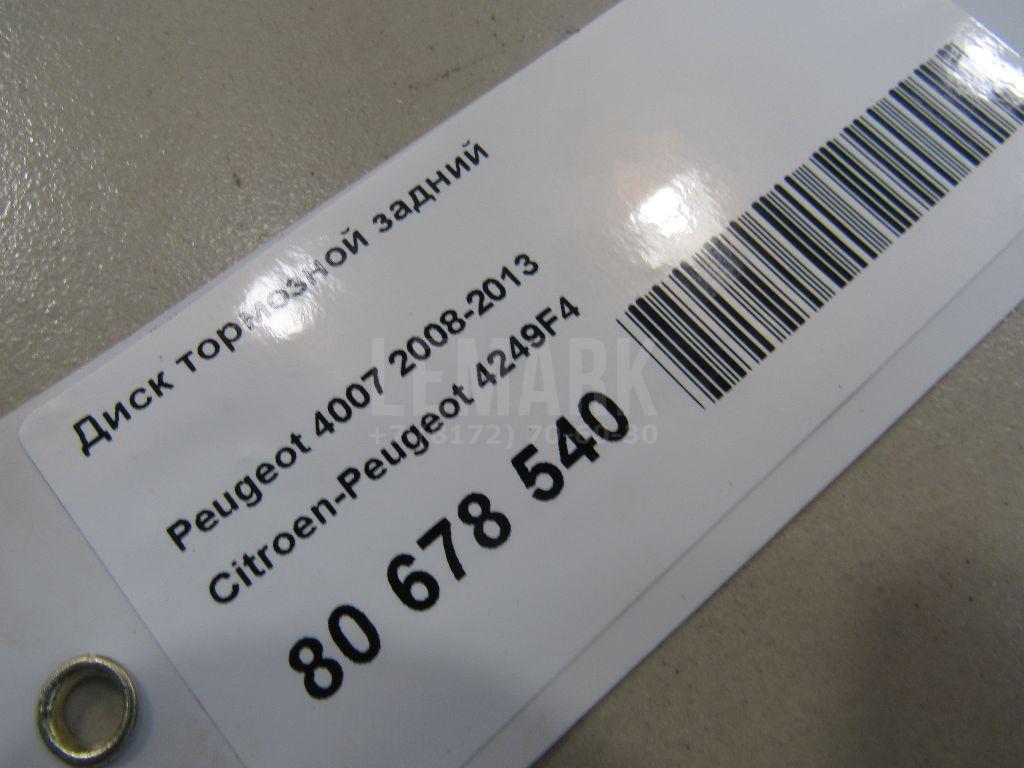 Диск тормозной задний
Peugeot 4007 2008-2013
Citroen-Peugeot 4249F4
80 678 540
LEMARK